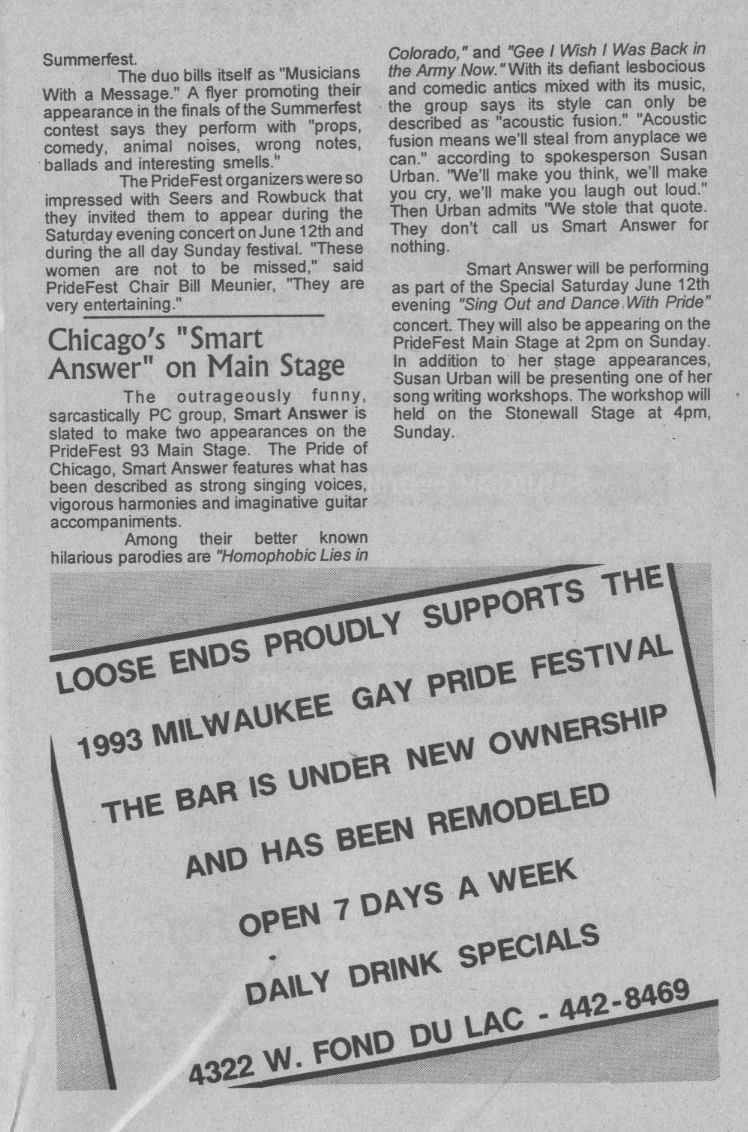 Summerfest.
The duo bills itself as "Musicians
With a Message." A flyer promoting their
appearance in the finals of the Summerfest
contest says they perform with "props,
comedy, animal noises, wrong notes,
ballads and interesting smells."
The PrideFest organizers were so
impressed with Seers and Rowbuck that
they invited them to appear during the
Saturday evening concert on June 12th and
during the all day Sunday festival. "These
women are not to be missed," said
PrideFest Chair Bill Meunier, "They are
very entertaining."
Chicago's "Smart
Answer" on Main Stage
The outrageously funny,
sarcastically PC group, Smart Answer is
slated to make two appearances on the
PrideFest 93 Main Stage. The Pride of
Chicago, Smart Answer features what has
been described as strong singing voices,
vigorous harmonies and imaginative guitar
accompaniments.
Among their better known
hilarious parodies are "Homophobic Lies in
Colorado," and "Gee I Wish I Was Back in
the Army Now." With its defiant lesbocious
and comedic antics mixed with its music,
the group says its style can only be
described as "acoustic fusion." "Acoustic
fusion means we'll steal from anyplace we
can." according to spokesperson Susan
Urban. "We'll make you think, we'll make
you cry, we'll make you laugh out loud."
Then Urban admits "We stole that quote.
They don't call us Smart Answer for
nothing.
Smart Answer will be performing
as part of the Special Saturday June 12th
evening "Sing Out and Dance With Pride"
concert. They will also be appearing on the
PrideFest Main Stage at 2pm on Sunday.
In addition to her stage appearances,
Susan Urban will be presenting one of her
song writing workshops. The workshop will
held on the Stonewall Stage at 4pm,
Sunday.
LOOSE ENDS PROUDLY SUPPORTS THE
1993 MILWAUKEE GAY PRIDE FESTIVAL
THE BAR IS UNDER NEW OWNERSHIP
AND HAS BEEN REMODELED
OPEN 7 DAYS A WEEK
DAILY DRINK SPECIALS
4322 W. FOND DU LAC - 442-8469